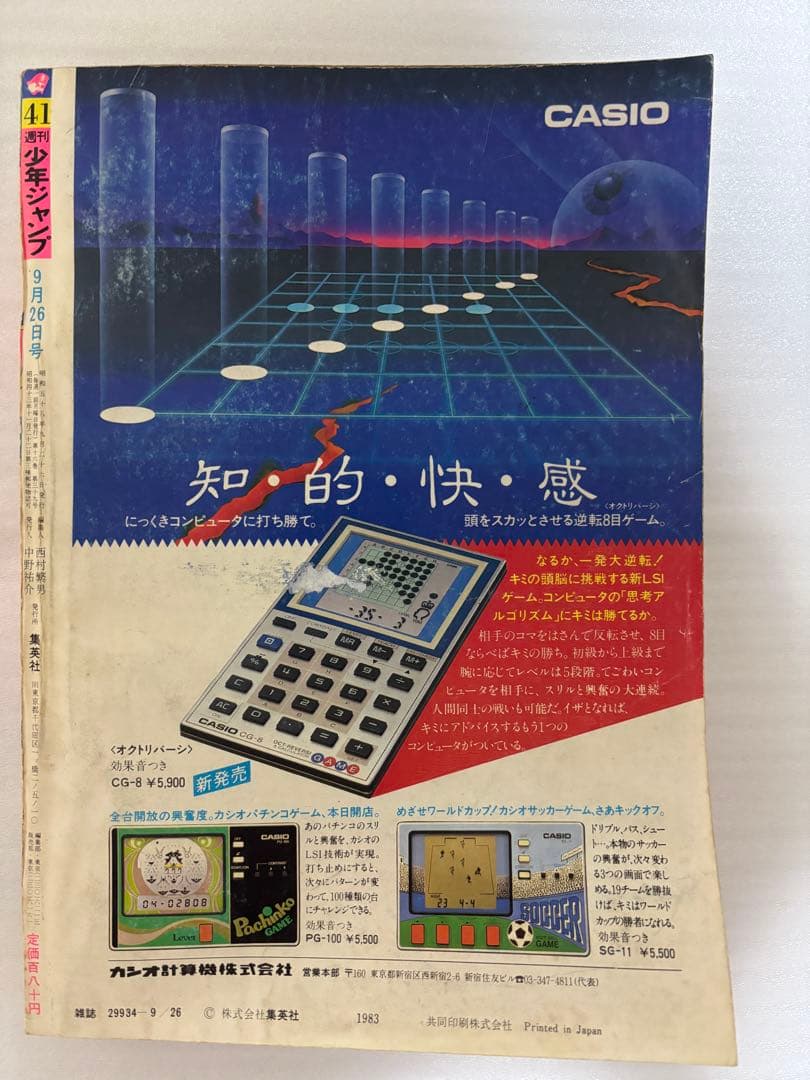 41
週刊
少年ジャンプ
9月26日号
西村繁男
中野祐介
発行所
集英社
定価百八十円
CASIO
知・的・快・感
〈オクトリバーシ〉
にっくきコンピュータに打ち勝て。
頭をスカッとさせる逆転8目ゲーム。
なるか、一発大逆転!
キミの頭脳に挑戦する新LSI
ゲーム。コンピュータの「思考ア
ルゴリズム」にキミは勝てるか。
相手のコマをはさんで反転させ、8目
ならべばキミの勝ち。初級から上級まで
腕に応じてレベルは5段階。てごわいコン
ピュータを相手に、スリルと興奮の大連続。
人間同士の戦いも可能だ。イザとなれば、
キミにアドバイスするもう1つの
コンピュータがついている。
-35- 3
MR
M-
M+
%
7
8
9
÷
C
4
5
6
×
AC
1
2
3
-
0
·
=
+
CASIO CG-8
OCT-REVERSI
GAME
〈オクトリバーシ〉
効果音つき
CG-8 ¥5,900
新発売
全台開放の興奮度。カシオパチンコゲーム、本日開店。
CASIO
PG-100
04-02808
Lever
Pachinko
GAME
あのパチンコのスリ
ルと興奮を、カシオの
LSI技術が実現。
打ち止めにすると、
次々にパターンが変
わって、100種類の台
にチャレンジできる。
効果音つき
PG-100 ¥5,500
めざせワールドカップ!カシオサッカーゲーム、さあキックオフ。
CASIO
23 4-4
SOCCER
GAME
ドリブル、パス、シュー
ト…。本物のサッカー
の興奮が、次々変わ
る3つの画面で楽し
める。19チームを勝抜
けば、キミはワールド
カップの勝者になれる。
効果音つき
SG-11 ¥5,500
カシオ計算機株式会社 営業本部 〒160 東京都新宿区西新宿2-6 新宿住友ビル☎03-347-4811(代表)
雑誌 29934-9/26 © 株式会社集英社 1983 共同印刷株式会社 Printed in Japan